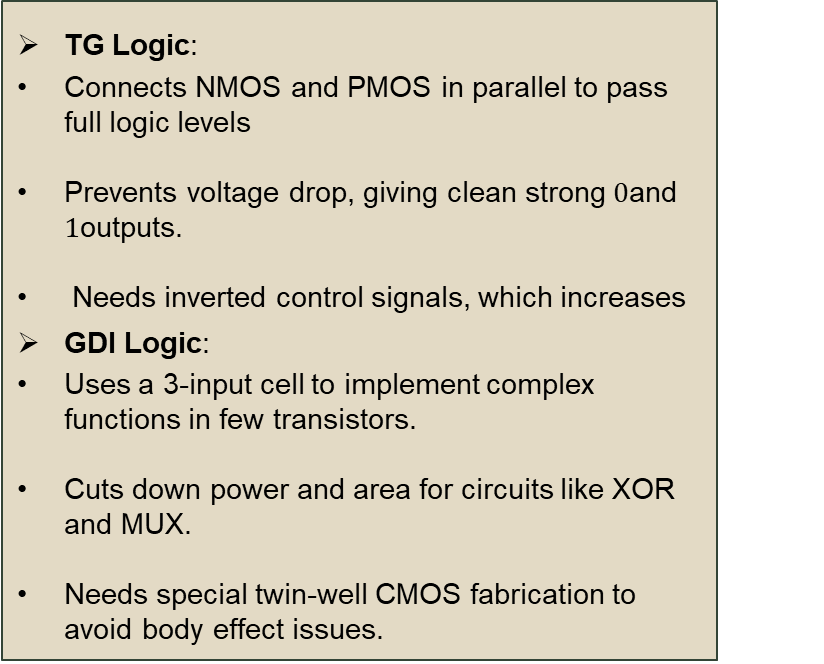 ➢ TG Logic:
• Connects NMOS and PMOS in parallel to pass
full logic levels
• Prevents voltage drop, giving clean strong 0and
1outputs.
• Needs inverted control signals, which increases
➢ GDI Logic:
• Uses a 3-input cell to implement complex
functions in few transistors.
• Cuts down power and area for circuits like XOR
and MUX.
• Needs special twin-well CMOS fabrication to
avoid body effect issues.